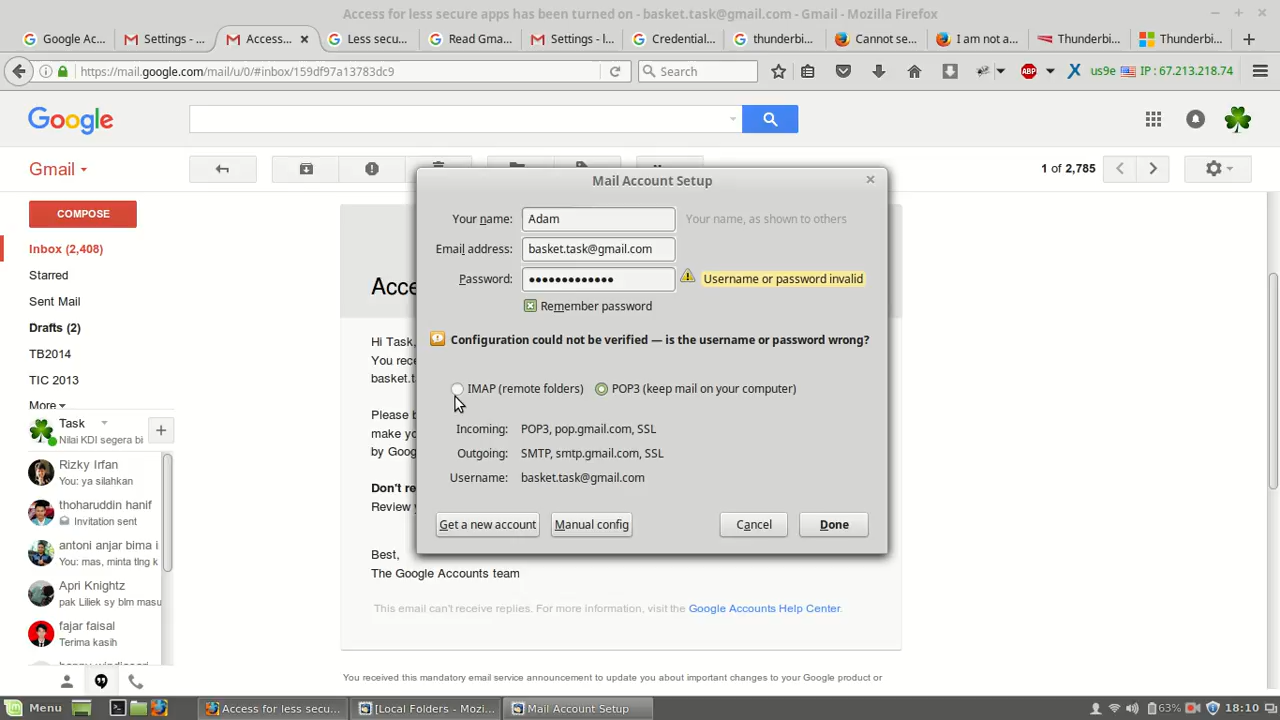 Access for less secure apps has been turned on - basket.task@gmail.com - Gmail - Mozilla Firefox
Google Ac...
Settings - ...
Access...
Less secu...
Read Gma...
Settings - l...
Credential...
thunderbi...
Cannot se...
I am not a...
Thunderbi...
Thunderbi...
https://mail.google.com/mail/u/0/#inbox/159df97a13783dc9
Search
ABP
us9e
IP : 67.213.218.74
Google
Gmail
1 of 2,785
COMPOSE
Inbox (2,408)
Starred
Sent Mail
Drafts (2)
TB2014
TIC 2013
More
Task
Nilai KDI segera bi
Rizky Irfan
You: ya silahkan
thoharuddin hanif
Invitation sent
antoni anjar bima i
You: mas, minta tlng k
Apri Knightz
pak Liliek sy blm masu
fajar faisal
Terima kasih
Acce
Hi Task,
You rece
basket.t
Please b
make yo
by Goog
Don't re
Review y
Best,
The Google Accounts team
This email can't receive replies. For more information, visit the Google Accounts Help Center.
You received this mandatory email service announcement to update you about important changes to your Google product or
Mail Account Setup
Your name: Adam Your name, as shown to others
Email address: basket.task@gmail.com
Password: ●●●●●●●●●●●●● Username or password invalid
Remember password
Configuration could not be verified — is the username or password wrong?
IMAP (remote folders) POP3 (keep mail on your computer)
Incoming: POP3, pop.gmail.com, SSL
Outgoing: SMTP, smtp.gmail.com, SSL
Username: basket.task@gmail.com
Get a new account Manual config Cancel Done
Menu
Access for less secu...
[Local Folders - Mozil...
Mail Account Setup
63%
18:10